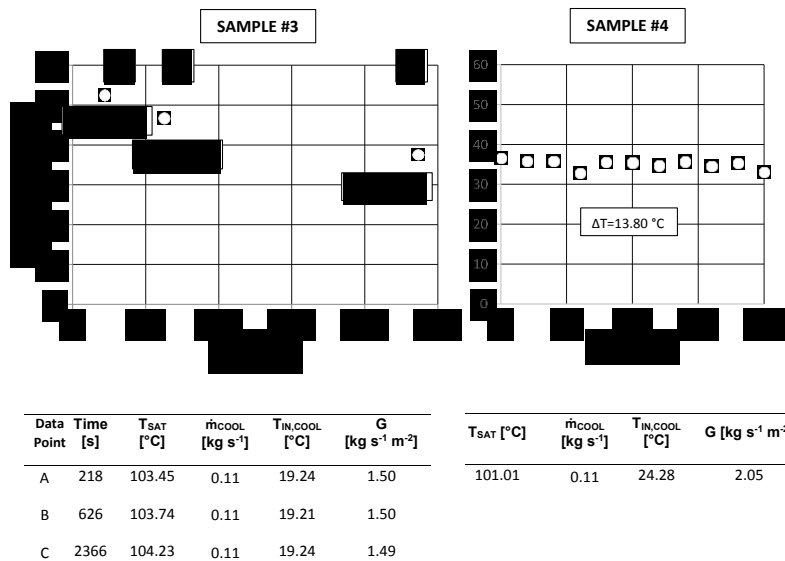 SAMPLE #3
SAMPLE #4
60
50
40
30
20
10
0
ΔT=13.80 °C
Data Point Time [s] TSAT [°C] ṁCOOL [kg s-1] TIN,COOL [°C] G [kg s-1 m-2]
A 218 103.45 0.11 19.24 1.50
B 626 103.74 0.11 19.21 1.50
C 2366 104.23 0.11 19.24 1.49
TSAT [°C] ṁCOOL [kg s-1] TIN,COOL [°C] G [kg s-1 m-2]
101.01 0.11 24.28 2.05